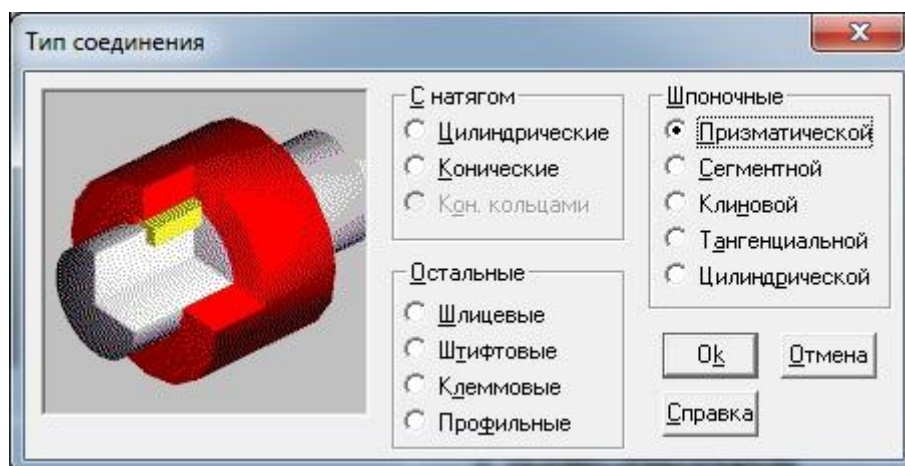 Тип соединения
С натягом
Цилиндрические
Конические
Кон. кольцами
Остальные
Шлицевые
Штифтовые
Клеммовые
Профильные
Шпоночные
Призматической
Сегментной
Клиновой
Тангенциальной
Цилиндрической
Ok
Отмена
Справка